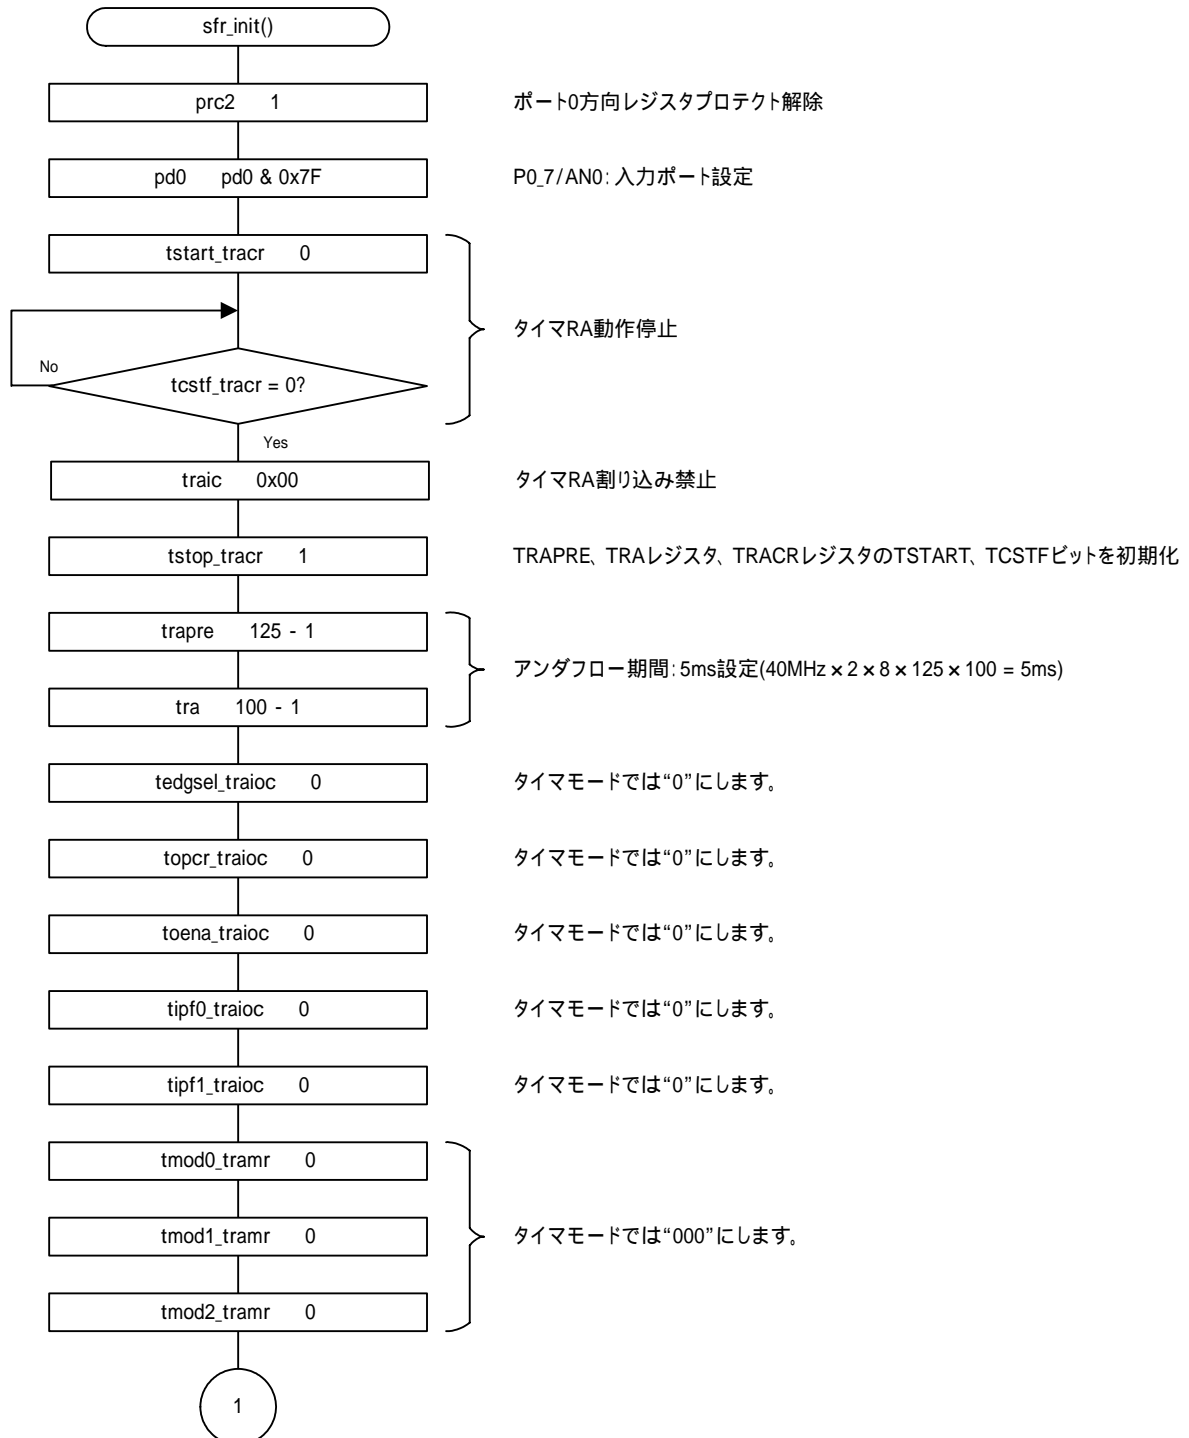 sfr_init()
prc2 1 ポート0方向レジスタプロテクト解除
pd0 pd0 & 0x7F P0_7/AN0: 入力ポート設定
tstart_tracr 0
タイマRA動作停止
No
tcstf_tracr = 0?
Yes
traic 0x00 タイマRA割り込み禁止
tstop_tracr 1 TRAPRE、TRAレジスタ、TRACRレジスタのTSTART、TCSTFビットを初期化
trapre 125 - 1
アンダフロー期間: 5ms設定(40MHz × 2 × 8 × 125 × 100 = 5ms)
tra 100 - 1
tedgsel_traioc 0 タイマモードでは“0”にします。
topcr_traioc 0 タイマモードでは“0”にします。
toena_traioc 0 タイマモードでは“0”にします。
tipf0_traioc 0 タイマモードでは“0”にします。
tipf1_traioc 0 タイマモードでは“0”にします。
tmod0_tramr 0
tmod1_tramr 0 タイマモードでは“000”にします。
tmod2_tramr 0
1